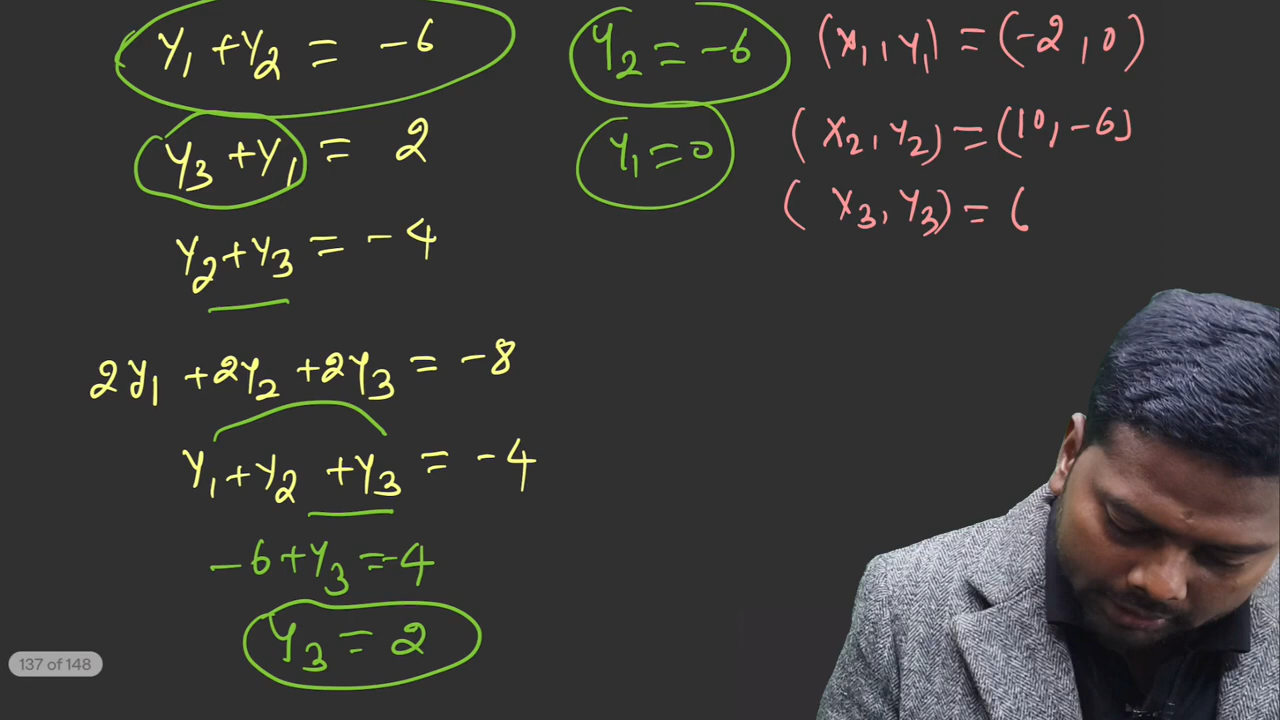 y₁ + y₂ = -6
y₃ + y₁ = 2
y₂ + y₃ = -4
2y₁ + 2y₂ + 2y₃ = -8
y₁ + y₂ + y₃ = -4
-6 + y₃ = -4
y₃ = 2
y₂ = -6
y₁ = 0
(x₁, y₁) = (-2, 0)
(x₂, y₂) = (10, -6)
(x₃, y₃) = (
137 of 148